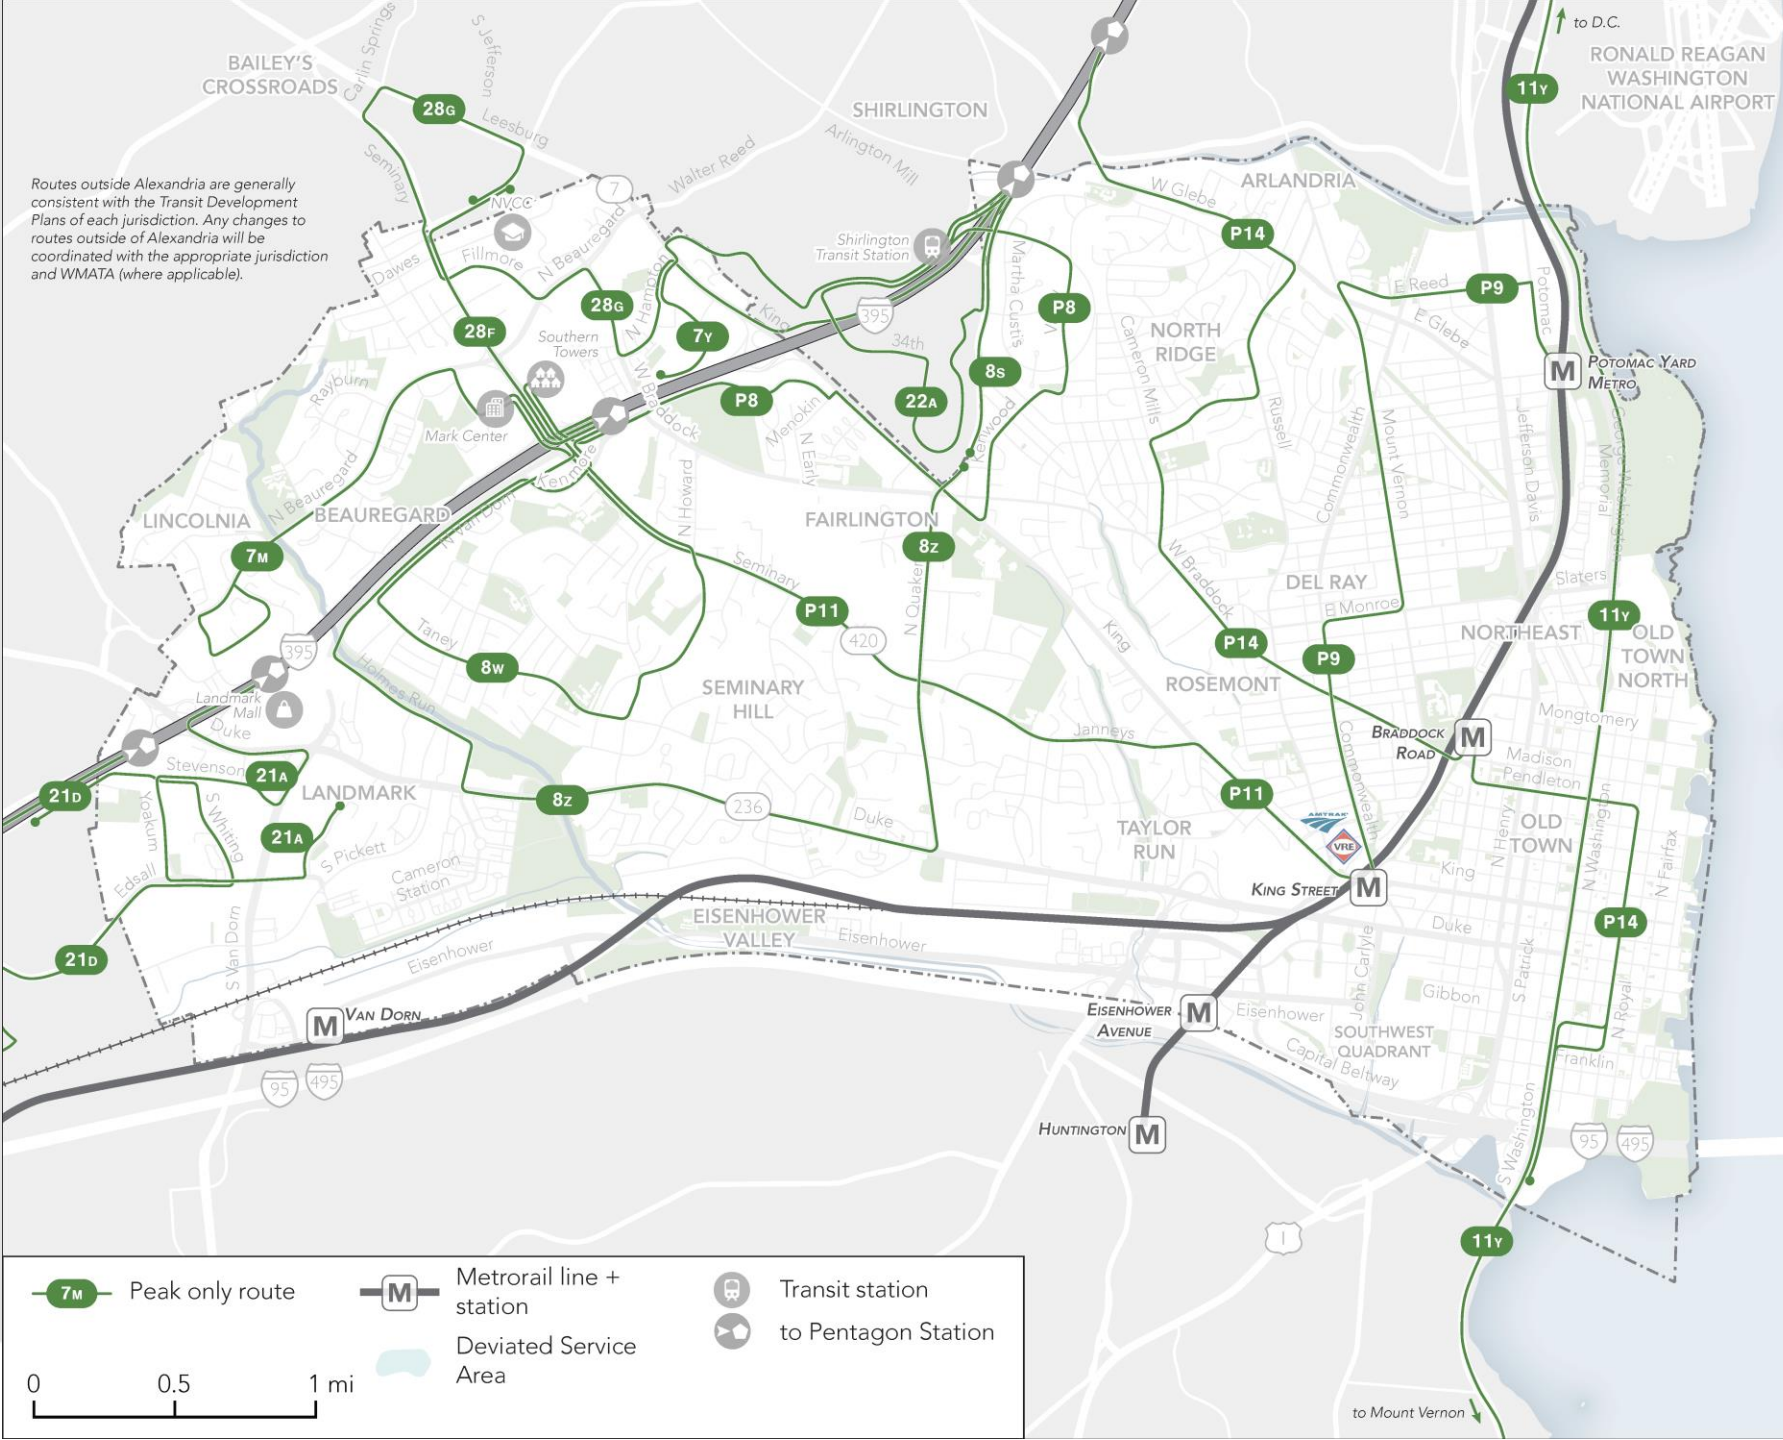 to D.C.
RONALD REAGAN
WASHINGTON
NATIONAL AIRPORT
BAILEY'S
CROSSROADS
Carlin Springs
S Jefferson
Leesburg
28G
Seminary
SHIRLINGTON
Arlington Mill
Walter Reed
11Y
Routes outside Alexandria are generally
consistent with the Transit Development
Plans of each jurisdiction. Any changes to
routes outside of Alexandria will be
coordinated with the appropriate jurisdiction
and WMATA (where applicable).
7
NVCC
Fillmore
N Beauregard
Dawes
W Glebe
ARLANDRIA
P14
Shirlington
Transit Station
Martha Custis
N Hampton
28G
28F
Southern
Towers
7Y
King
395
34th
P8
E Reed
P9
Potomac
E Glebe
NORTH
RIDGE
Cameron Mills
POTOMAC YARD
METRO
M
8S
22A
Kenwood
Rayburn
Mark Center
W Braddock
P8
Menokin
N Early
Russell
Commonwealth
Mount Vernon
Jefferson Davis
George Washington
Memorial
LINCOLNIA
N Beauregard
BEAUREGARD
N Van Dorn
Kenmore
N Howard
FAIRLINGTON
7M
8Z
Seminary
P11
N Quaker
420
W Braddock
DEL RAY
E Monroe
Slaters
11Y
NORTHEAST
OLD
TOWN
NORTH
King
P14
P9
ROSEMONT
Taney
8W
395
Holmes Run
SEMINARY
HILL
Landmark
Mall
Duke
Janneys
Commonwealth
BRADDOCK
ROAD
M
Mongtomery
Madison
Pendleton
Stevenson
21A
21D
LANDMARK
8Z
236
Duke
P11
AMTRAK
VRE
TAYLOR
RUN
OLD
TOWN
N Henry
N Washington
N Fairfax
Yoakum
S Whiting
21A
S Pickett
Cameron
Station
Edsall
KING STREET
M
King
Duke
P14
21D
S Van Dorn
Eisenhower
EISENHOWER
VALLEY
Eisenhower
John Carlyle
S Patrick
N Royal
Gibbon
M
VAN DORN
EISENHOWER
AVENUE
M
Eisenhower
SOUTHWEST
QUADRANT
Capital Beltway
Franklin
95
495
HUNTINGTON
M
S Washington
95
495
1
11Y
7M
Peak only route
M
Metrorail line +
station
Transit station
to Pentagon Station
Deviated Service
Area
0
0.5
1 mi
to Mount Vernon